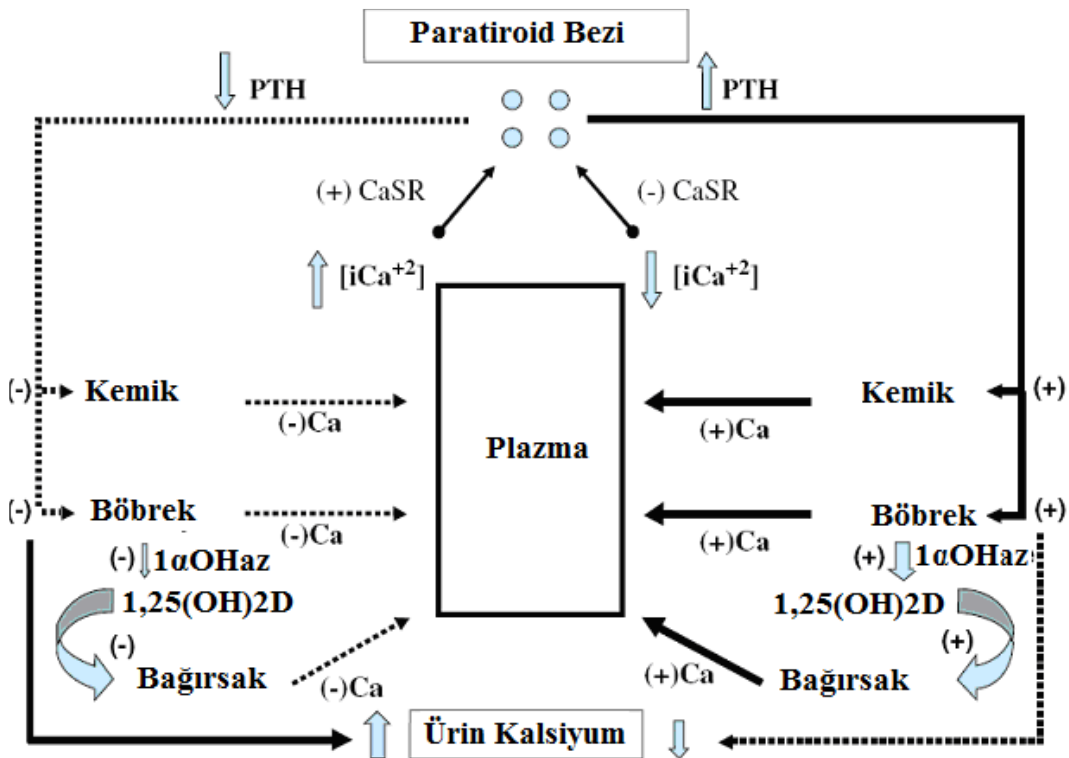 Paratiroid Bezi
PTH
PTH
(+) CaSR
(-) CaSR
[iCa+2]
[iCa+2]
(-)
Kemik
(-)Ca
Plazma
(+)Ca
Kemik
(+)
(-)
Böbrek
(-)Ca
(+)Ca
Böbrek
(+)
(-)
1αOHaz
(+)
1αOHaz
1,25(OH)2D
1,25(OH)2D
(-)
(+)
Bağırsak
(-)Ca
(+)Ca
Bağırsak
Ürin Kalsiyum